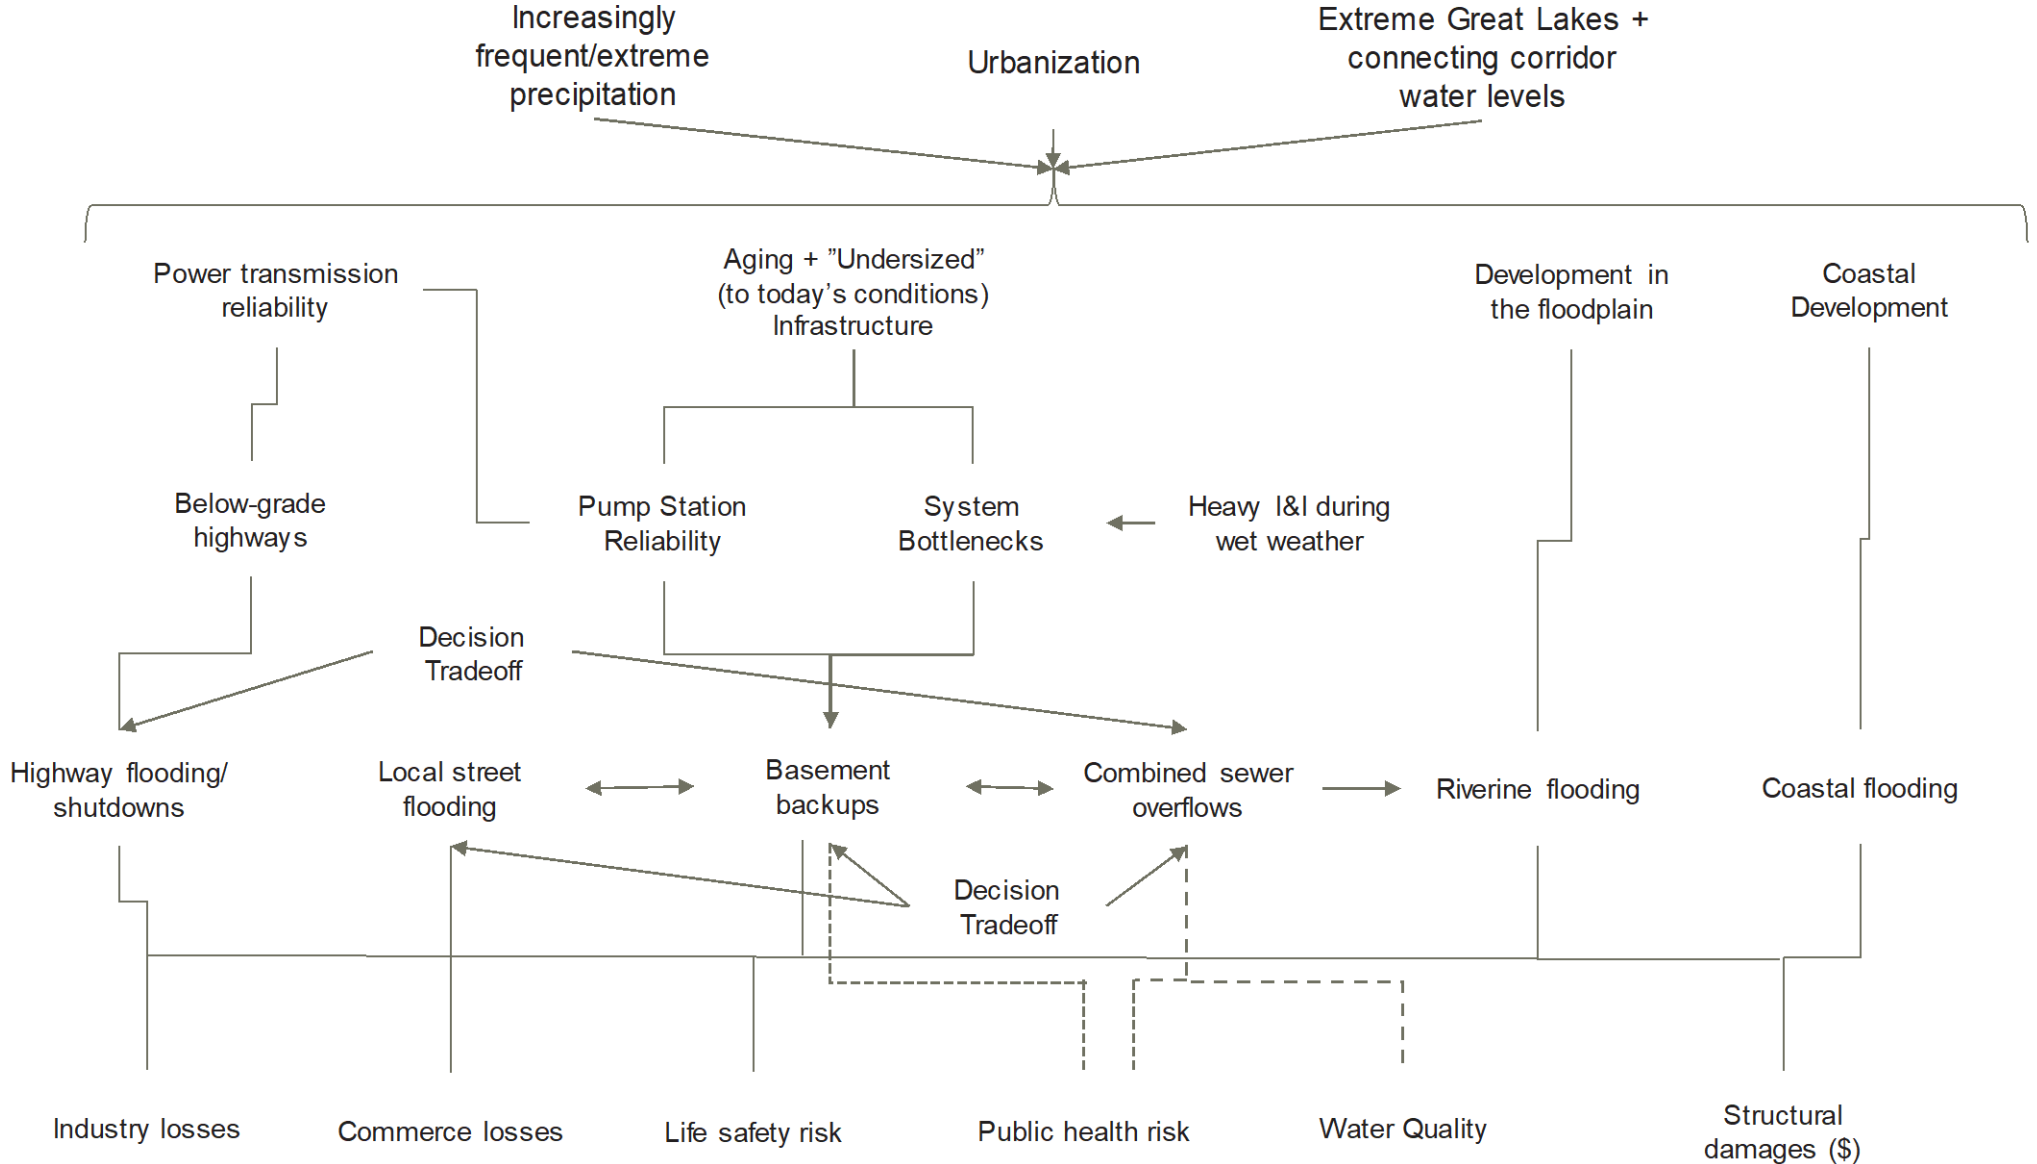 Increasingly
frequent/extreme
precipitation
Urbanization
Extreme Great Lakes +
connecting corridor
water levels
Power transmission
reliability
Aging + ”Undersized”
(to today’s conditions)
Infrastructure
Development in
the floodplain
Coastal
Development
Below-grade
highways
Pump Station
Reliability
System
Bottlenecks
Heavy I&I during
wet weather
Decision
Tradeoff
Highway flooding/
shutdowns
Local street
flooding
Basement
backups
Combined sewer
overflows
Riverine flooding
Coastal flooding
Decision
Tradeoff
Industry losses
Commerce losses
Life safety risk
Public health risk
Water Quality
Structural
damages ($)